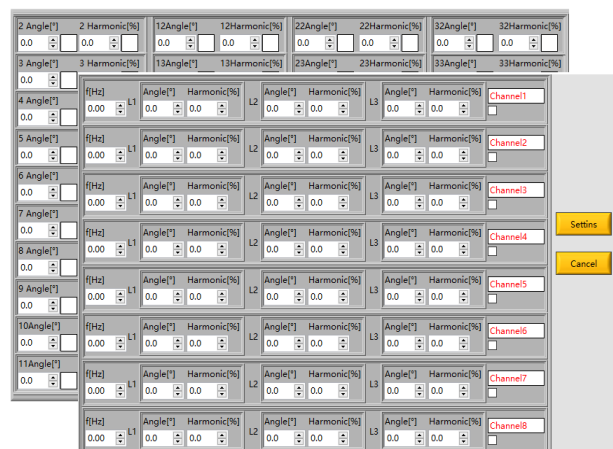 2 Angle[°] 2 Harmonic[%] 12Angle[°] 12Harmonic[%] 22Angle[°] 22Harmonic[%] 32Angle[°] 32Harmonic[%]
0.0 0.0 0.0 0.0 0.0 0.0 0.0 0.0
3 Angle[°] 3 Harmonic[%] 13Angle[°] 13Harmonic[%] 23Angle[°] 23Harmonic[%] 33Angle[°] 33Harmonic[%]
0.0
4 Angle[°]
0.0
5 Angle[°]
0.0
6 Angle[°]
0.0
7 Angle[°]
0.0
8 Angle[°]
0.0
9 Angle[°]
0.0
10Angle[°]
0.0
11Angle[°]
0.0
f[Hz] Angle[°] Harmonic[%] Angle[°] Harmonic[%] Angle[°] Harmonic[%] Channel1
0.00 L1 0.0 0.0 L2 0.0 0.0 L3 0.0 0.0
f[Hz] Angle[°] Harmonic[%] Angle[°] Harmonic[%] Angle[°] Harmonic[%] Channel2
0.00 L1 0.0 0.0 L2 0.0 0.0 L3 0.0 0.0
f[Hz] Angle[°] Harmonic[%] Angle[°] Harmonic[%] Angle[°] Harmonic[%] Channel3
0.00 L1 0.0 0.0 L2 0.0 0.0 L3 0.0 0.0
f[Hz] Angle[°] Harmonic[%] Angle[°] Harmonic[%] Angle[°] Harmonic[%] Channel4
0.00 L1 0.0 0.0 L2 0.0 0.0 L3 0.0 0.0
f[Hz] Angle[°] Harmonic[%] Angle[°] Harmonic[%] Angle[°] Harmonic[%] Channel5
0.00 L1 0.0 0.0 L2 0.0 0.0 L3 0.0 0.0
f[Hz] Angle[°] Harmonic[%] Angle[°] Harmonic[%] Angle[°] Harmonic[%] Channel6
0.00 L1 0.0 0.0 L2 0.0 0.0 L3 0.0 0.0
f[Hz] Angle[°] Harmonic[%] Angle[°] Harmonic[%] Angle[°] Harmonic[%] Channel7
0.00 L1 0.0 0.0 L2 0.0 0.0 L3 0.0 0.0
f[Hz] Angle[°] Harmonic[%] Angle[°] Harmonic[%] Angle[°] Harmonic[%] Channel8
0.00 L1 0.0 0.0 L2 0.0 0.0 L3 0.0 0.0
Settins
Cancel